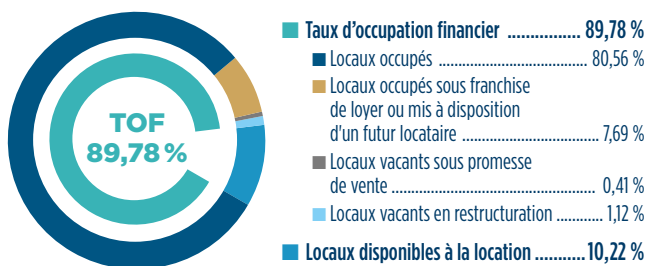 TOF
89,78 %
Taux d'occupation financier ................ 89,78 %
Locaux occupés ..................................... 80,56 %
Locaux occupés sous franchise
de loyer ou mis à disposition
d'un futur locataire .................................. 7,69 %
Locaux vacants sous promesse
de vente .................................................... 0,41 %
Locaux vacants en restructuration ............ 1,12 %
Locaux disponibles à la location ........... 10,22 %